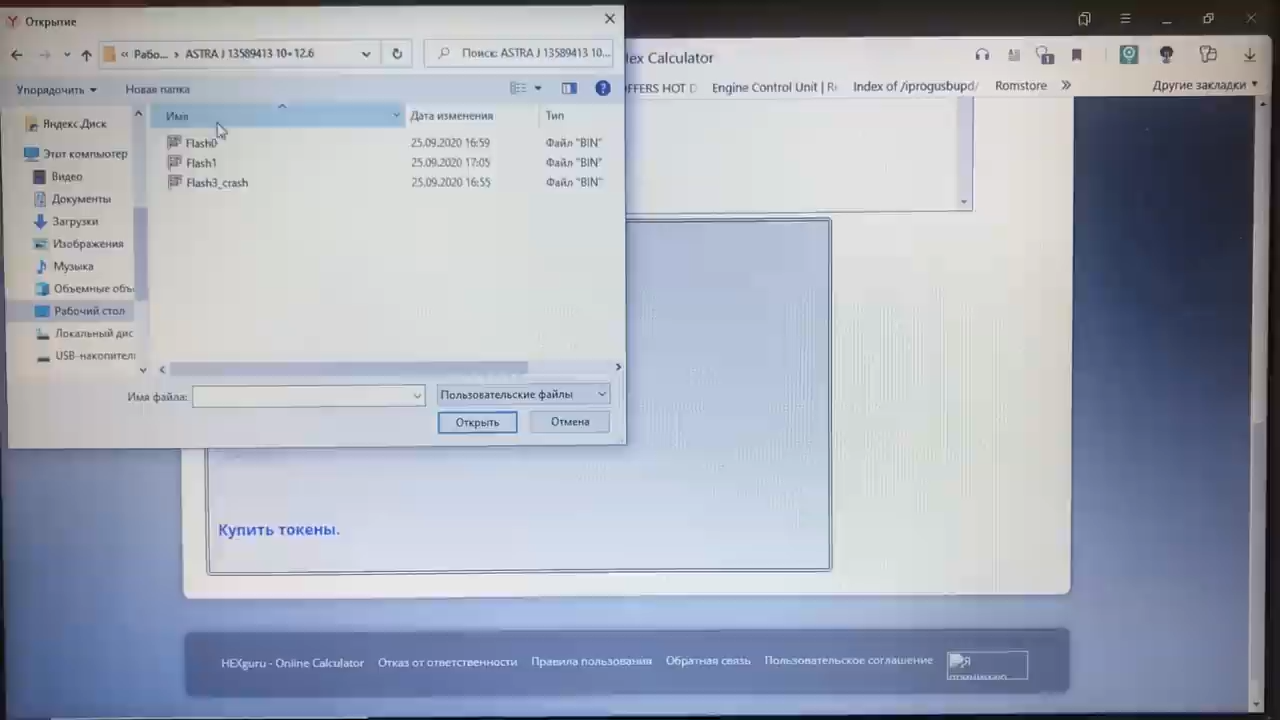 Открытие
Рабо... › ASTRA J 13589413 10-12.6
Поиск: ASTRA J 13589413 10...
ex Calculator
Упорядочить
Новая папка
FFERS HOT D
Engine Control Unit | R
Index of /iprogusbupd/
Romstore
Другие закладки
Имя
Дата изменения
Тип
Яндекс.Диск
Этот компьютер
Видео
Документы
Загрузки
Изображения
Музыка
Объемные объ
Рабочий стол
Локальный дис
USB-накопител
Flash0
25.09.2020 16:59
Файл "BIN"
Flash1
25.09.2020 17:05
Файл "BIN"
Flash3_crash
25.09.2020 16:55
Файл "BIN"
Имя файла:
Пользовательские файлы
Открыть
Отмена
Купить токены.
HEXguru - Online Calculator
Отказ от ответственности
Правила пользования
Обратная связь
Пользовательское соглашение
Я
принимаю